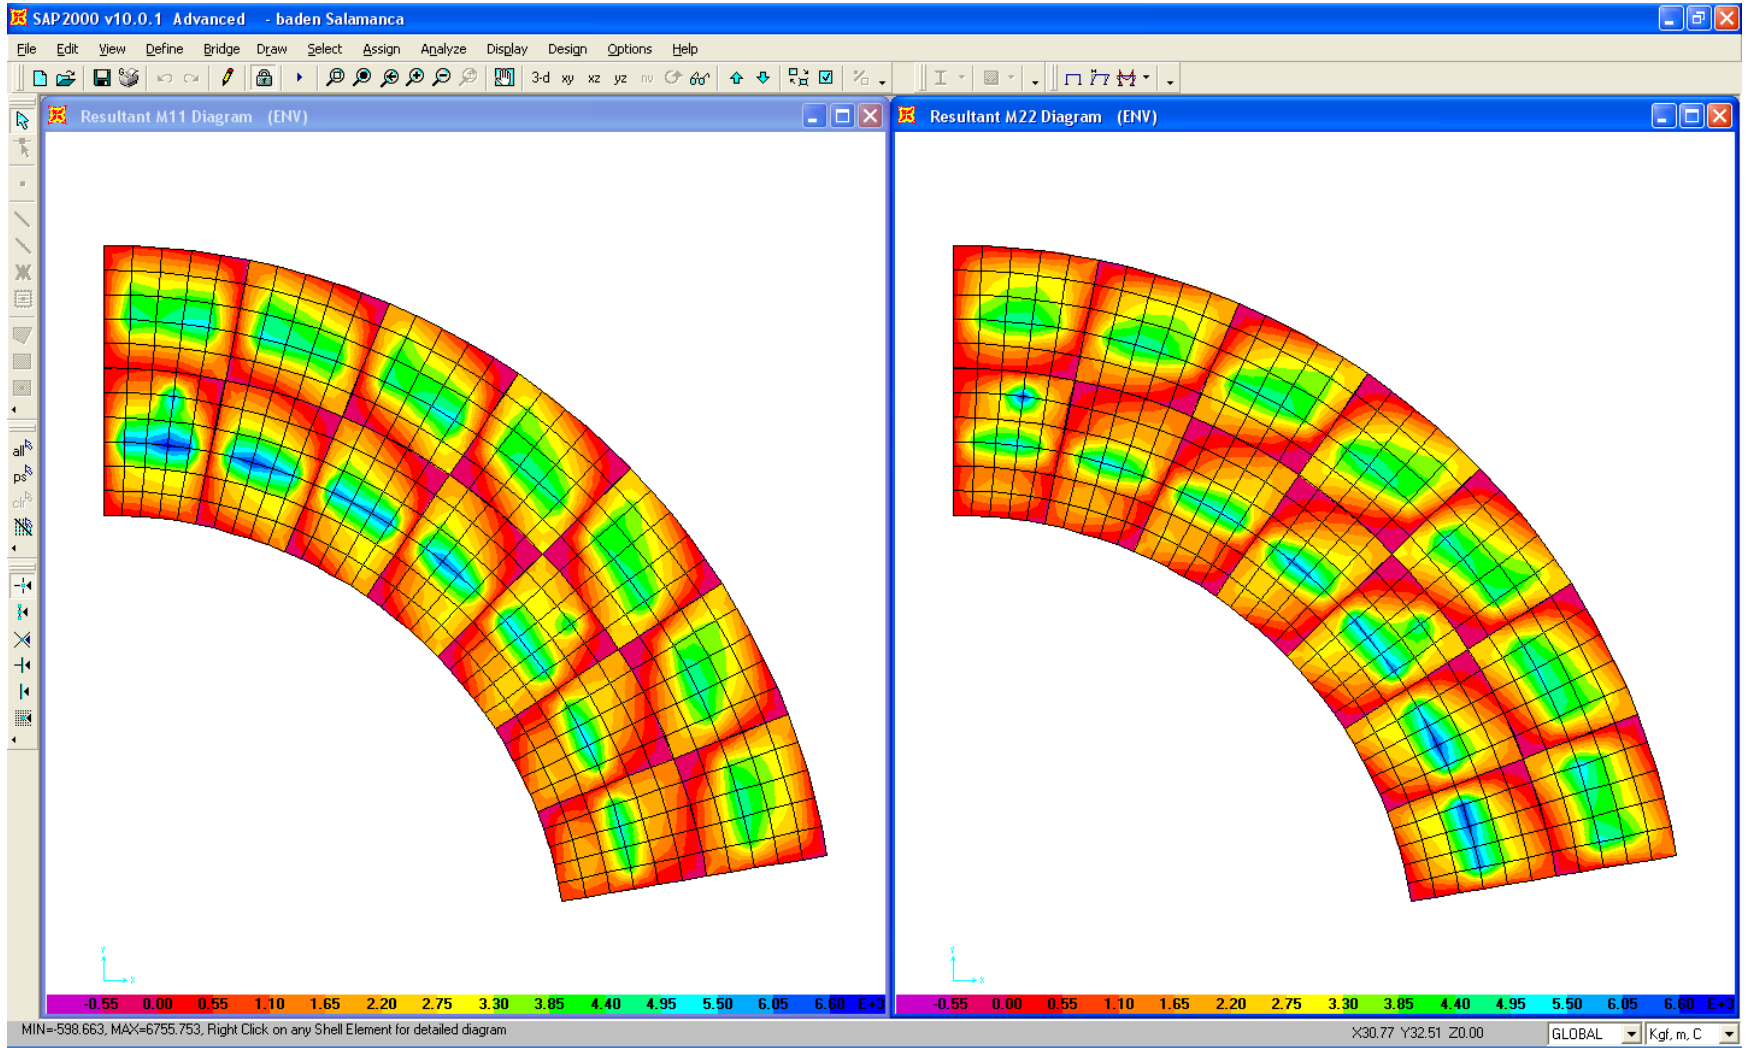 SAP2000 v10.0.1 Advanced - baden Salamanca
File Edit View Define Bridge Draw Select Assign Analyze Display Design Options Help
3-d xy xz yz nv
Resultant M11 Diagram (ENV)
Resultant M22 Diagram (ENV)
all
ps
clr
Y
X
Y
X
-0.55 0.00 0.55 1.10 1.65 2.20 2.75 3.30 3.85 4.40 4.95 5.50 6.05 6.60 E+3
-0.55 0.00 0.55 1.10 1.65 2.20 2.75 3.30 3.85 4.40 4.95 5.50 6.05 6.60 E+3
MIN=-598.663, MAX=6755.753, Right Click on any Shell Element for detailed diagram
X30.77 Y32.51 Z0.00
GLOBAL
Kgf, m, C